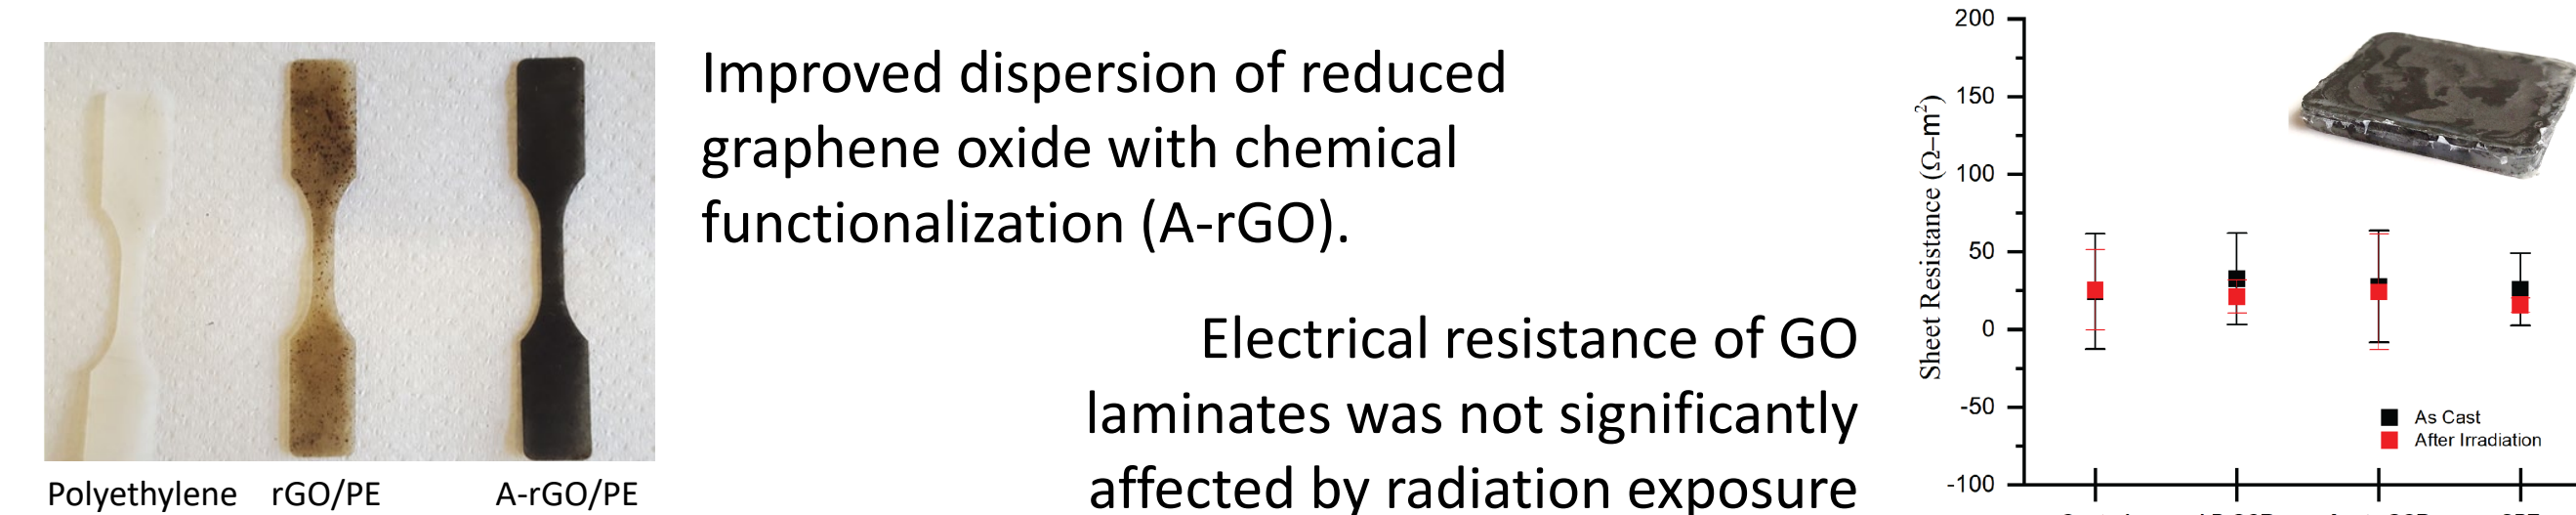 Polyethylene
rGO/PE
A-rGO/PE
Improved dispersion of reduced
graphene oxide with chemical
functionalization (A-rGO).
Electrical resistance of GO
laminates was not significantly
affected by radiation exposure
Sheet Resistance (Ω–m²)
200
150
100
50
0
-50
-100
As Cast
After Irradiation